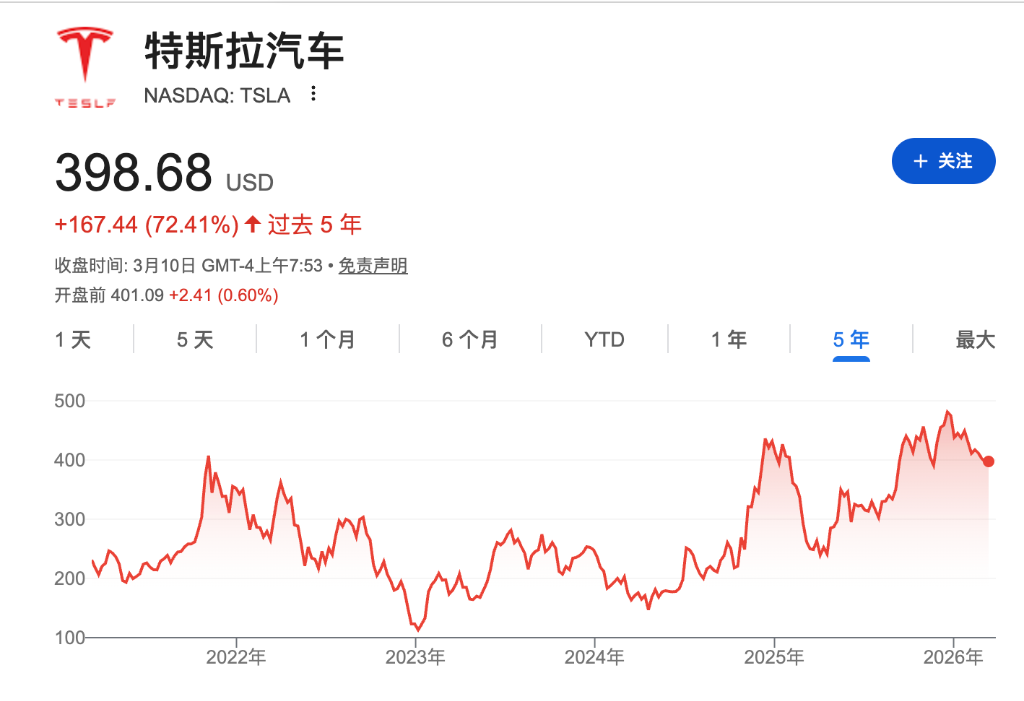 特斯拉汽车
TESLA
NASDAQ: TSLA
398.68 USD
+ 关注
+167.44 (72.41%) 过去 5 年
收盘时间: 3月10日 GMT-4上午7:53 • 免责声明
开盘前 401.09 +2.41 (0.60%)
1 天 5 天 1 个月 6 个月 YTD 1 年 5 年 最大
500
400
300
200
100
2022年 2023年 2024年 2025年 2026年